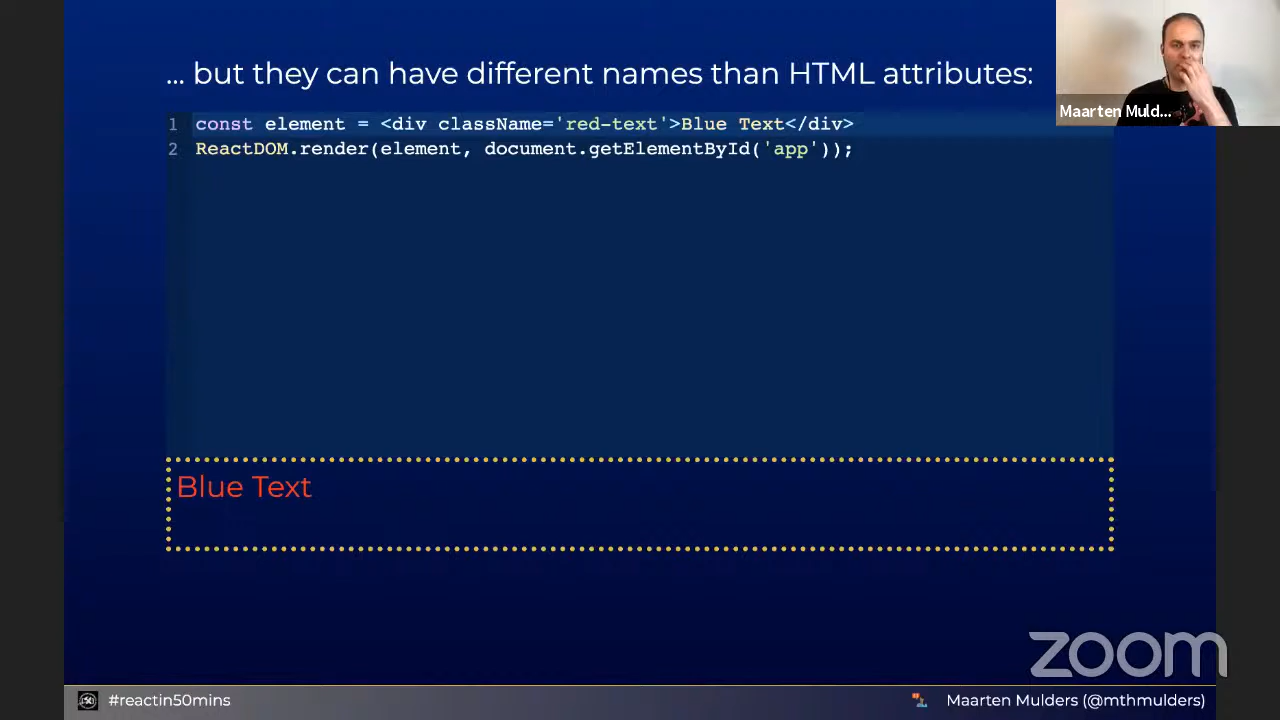 ... but they can have different names than HTML attributes:
Maarten Muld...
1 const element = <div className='red-text'>Blue Text</div>
2 ReactDOM.render(element, document.getElementById('app'));
Blue Text
zoom
#reactin50mins
Maarten Mulders (@mthmulders)